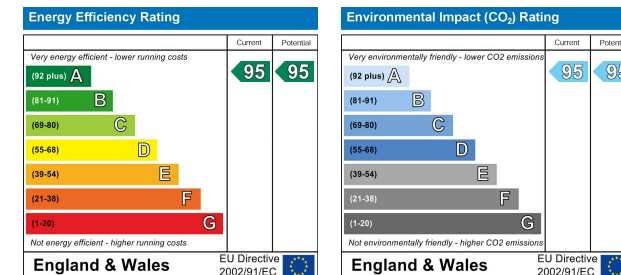 Energy Efficiency Rating
Current Potential
Very energy efficient - lower running costs
(92 plus) A 95 95
(81-91) B
(69-80) C
(55-68) D
(39-54) E
(21-38) F
(1-20) G
Not energy efficient - higher running costs
England & Wales
EU Directive
2002/91/EC
Environmental Impact (CO₂) Rating
Current Poten
Very environmentally friendly - lower CO2 emissions
(92 plus) A 95 9
(81-91) B
(69-80) C
(55-68) D
(39-54) E
(21-38) F
(1-20) G
Not environmentally friendly - higher CO2 emissions
England & Wales
EU Directive
2002/91/EC